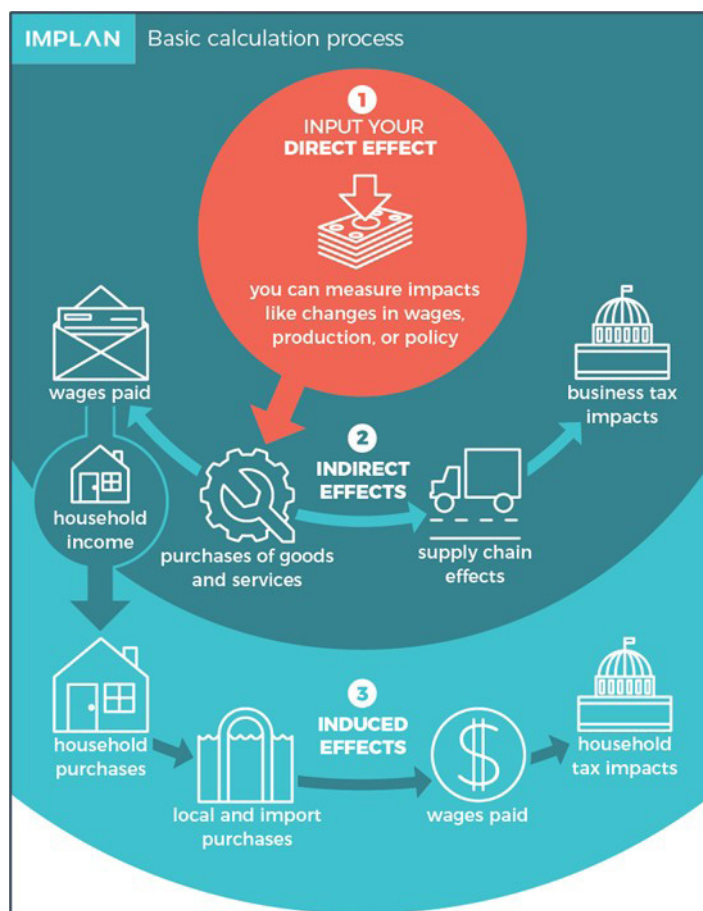 IMPLAN
Basic calculation process
1
INPUT YOUR
DIRECT EFFECT
you can measure impacts
like changes in wages,
production, or policy
wages paid
business tax
impacts
2
INDIRECT
EFFECTS
household
income
purchases of goods
and services
supply chain
effects
3
INDUCED
EFFECTS
household
purchases
local and import
purchases
wages paid
household
tax impacts